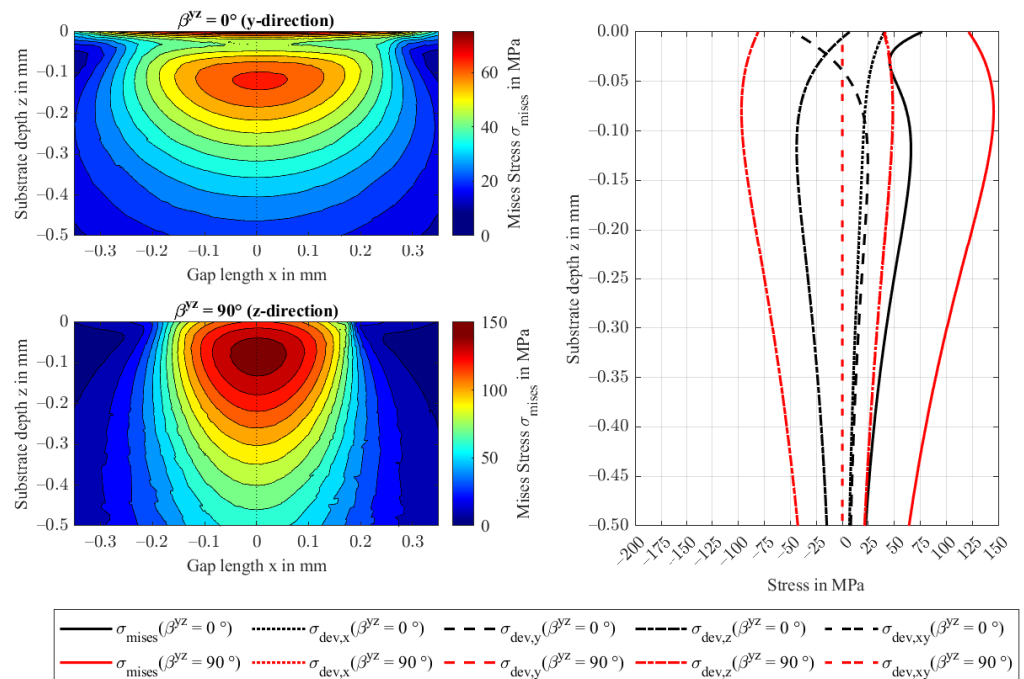 β^yz = 0° (y-direction)
0
−0.1
−0.2
−0.3
−0.4
−0.5
Substrate depth z in mm
−0.3 −0.2 −0.1 0 0.1 0.2 0.3
Gap length x in mm
60
40
20
0
Mises Stress σ_mises in MPa
β^yz = 90° (z-direction)
0
−0.1
−0.2
−0.3
−0.4
−0.5
Substrate depth z in mm
−0.3 −0.2 −0.1 0 0.1 0.2 0.3
Gap length x in mm
150
100
50
0
Mises Stress σ_mises in MPa
0.00
−0.05
−0.10
−0.15
−0.20
−0.25
−0.30
−0.35
−0.40
−0.45
−0.50
Substrate depth z in mm
−200 −175 −150 −125 −100 −75 −50 −25 0 25 50 75 100 125 150
Stress in MPa
σ_mises(β^yz = 0 °) σ_dev,x(β^yz = 0 °) σ_dev,y(β^yz = 0 °) σ_dev,z(β^yz = 0 °) σ_dev,xy(β^yz = 0 °)
σ_mises(β^yz = 90 °) σ_dev,x(β^yz = 90 °) σ_dev,y(β^yz = 90 °) σ_dev,z(β^yz = 90 °) σ_dev,xy(β^yz = 90 °)